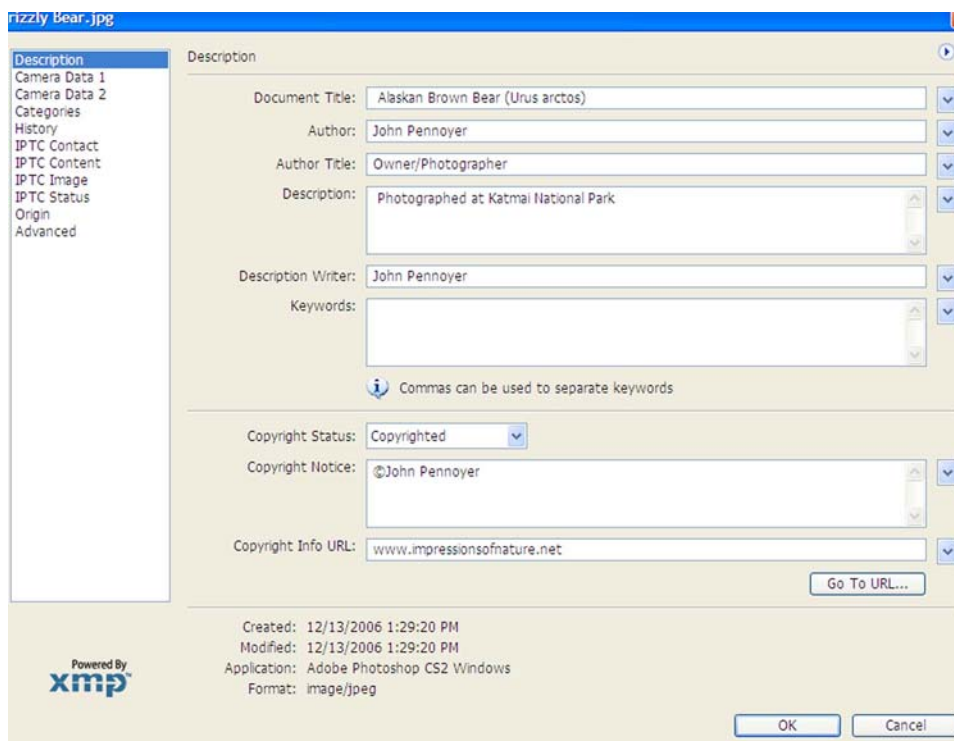 rizzly Bear.jpg
Description
Camera Data 1
Camera Data 2
Categories
History
IPTC Contact
IPTC Content
IPTC Image
IPTC Status
Origin
Advanced
Description
Document Title: Alaskan Brown Bear (Urus arctos)
Author: John Pennoyer
Author Title: Owner/Photographer
Description: Photographed at Katmai National Park
Description Writer: John Pennoyer
Keywords:
Commas can be used to separate keywords
Copyright Status: Copyrighted
Copyright Notice: ©John Pennoyer
Copyright Info URL: www.impressionsofnature.net
Go To URL...
Created: 12/13/2006 1:29:20 PM
Modified: 12/13/2006 1:29:20 PM
Application: Adobe Photoshop CS2 Windows
Format: image/jpeg
Powered By
xmp™
OK
Cancel